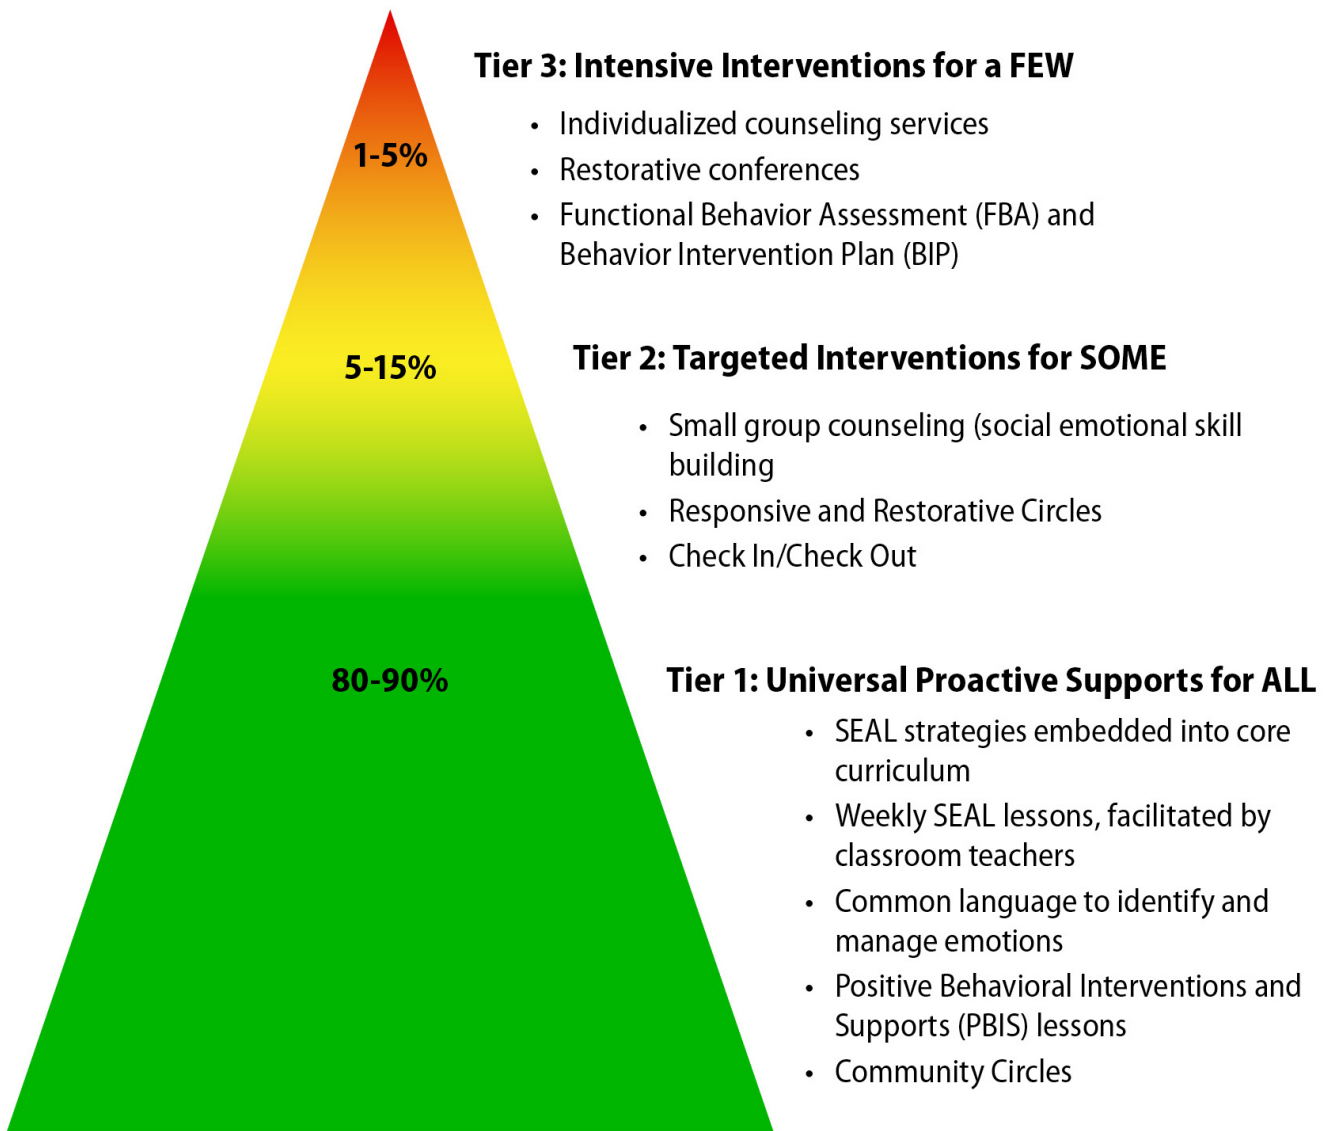 Tier 3: Intensive Interventions for a FEW
• Individualized counseling services
1-5%
• Restorative conferences
• Functional Behavior Assessment (FBA) and
Behavior Intervention Plan (BIP)
Tier 2: Targeted Interventions for SOME
5-15%
• Small group counseling (social emotional skill
building
• Responsive and Restorative Circles
• Check In/Check Out
80-90%
Tier 1: Universal Proactive Supports for ALL
• SEAL strategies embedded into core
curriculum
• Weekly SEAL lessons, facilitated by
classroom teachers
• Common language to identify and
manage emotions
• Positive Behavioral Interventions and
Supports (PBIS) lessons
• Community Circles